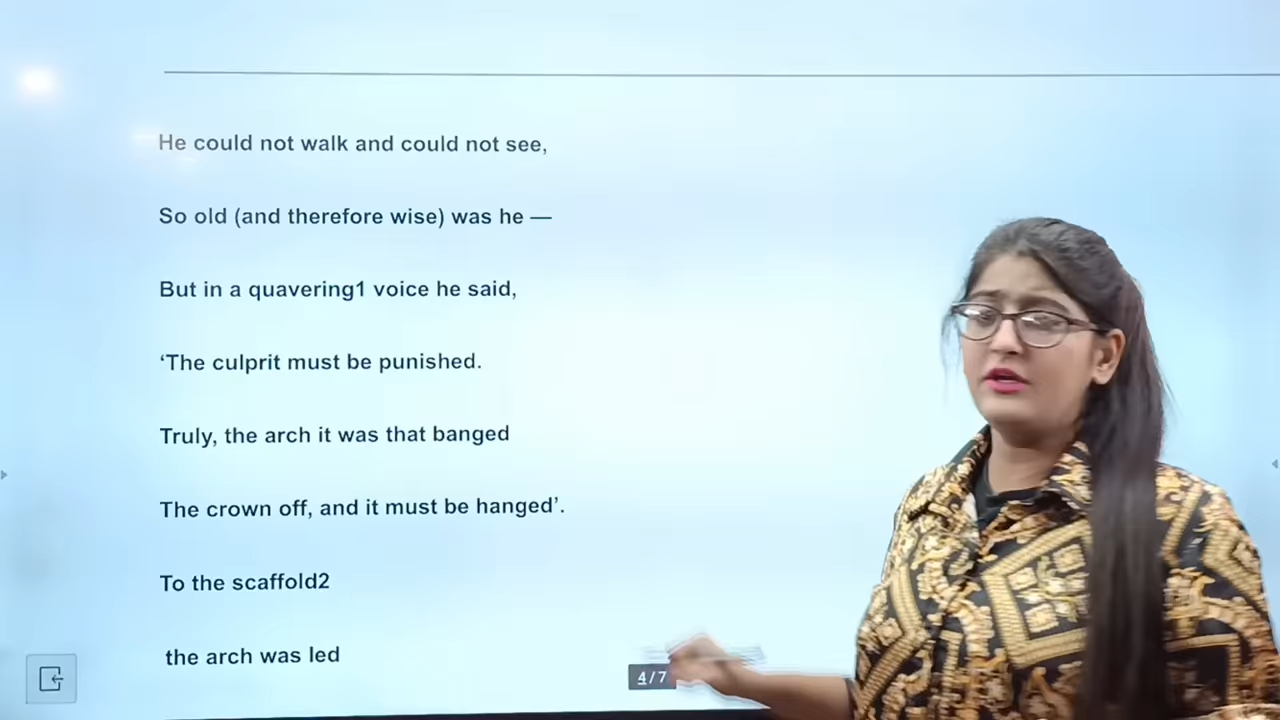 He could not walk and could not see,
So old (and therefore wise) was he —
But in a quavering1 voice he said,
‘The culprit must be punished.
Truly, the arch it was that banged
The crown off, and it must be hanged’.
To the scaffold2
the arch was led
4/7